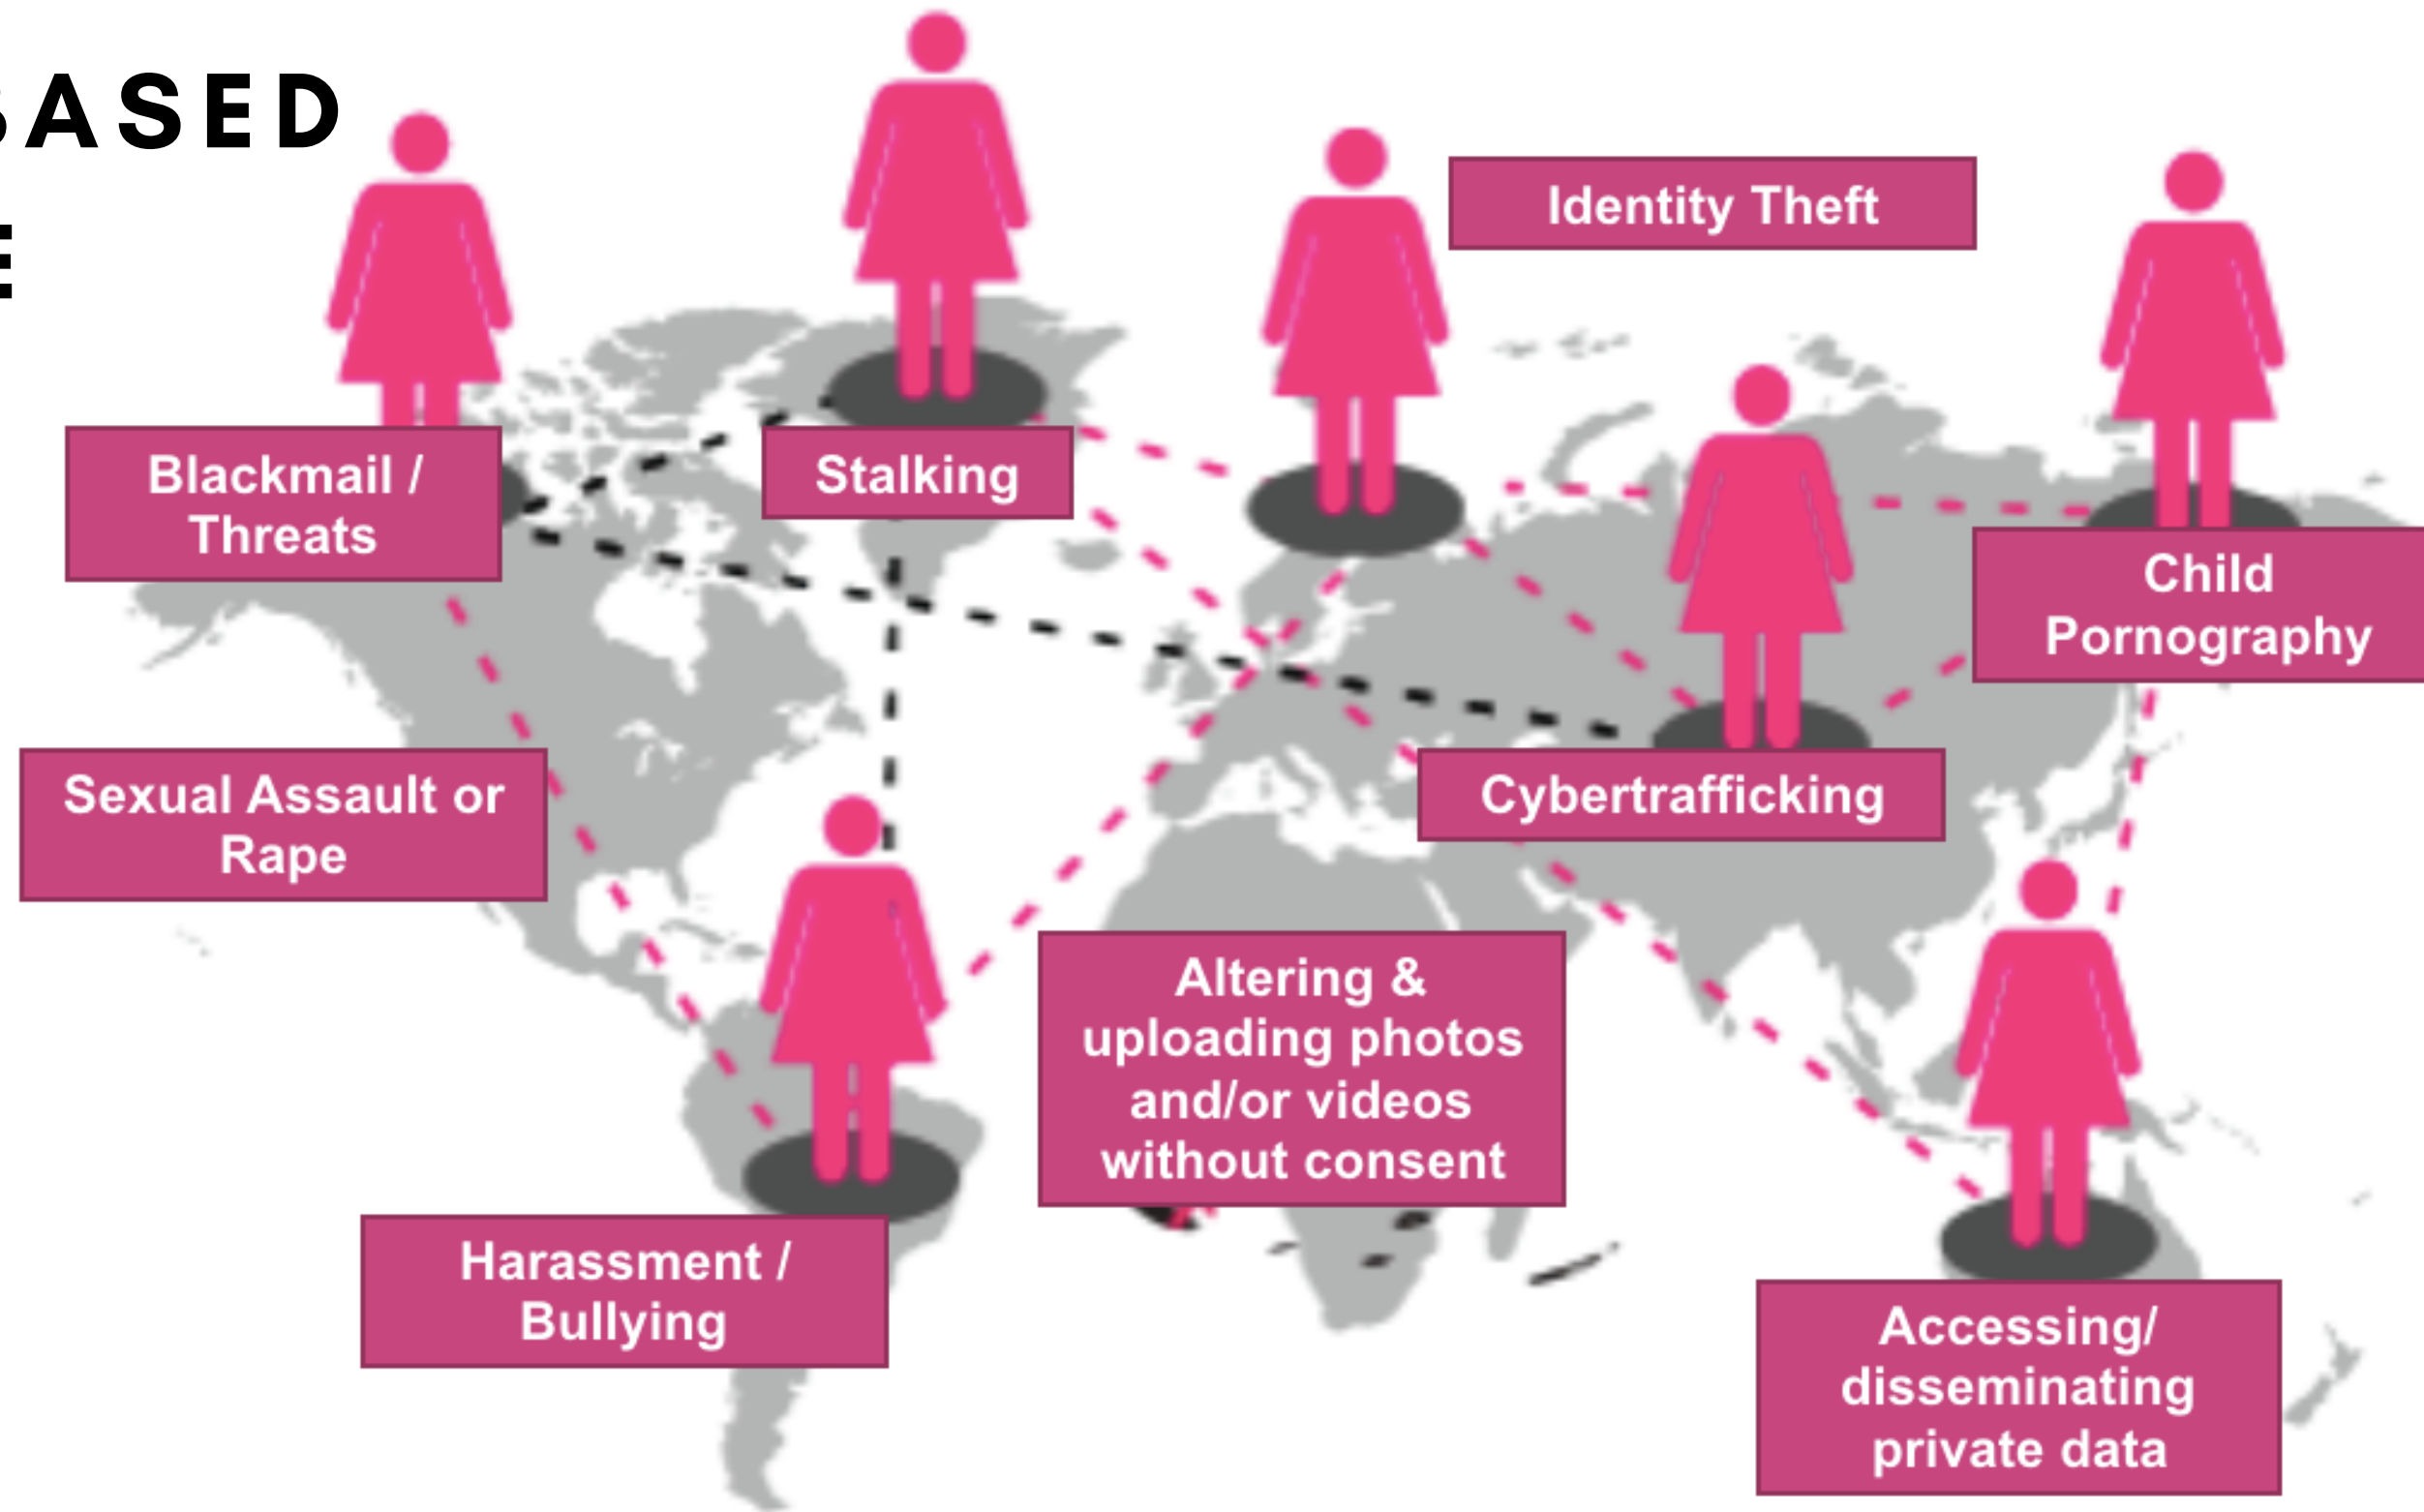 BASED
E
Identity Theft
Blackmail /
Threats
Stalking
Child
Pornography
Sexual Assault or
Rape
Cybertrafficking
Altering &
uploading photos
and/or videos
without consent
Harassment /
Bullying
Accessing/
disseminating
private data